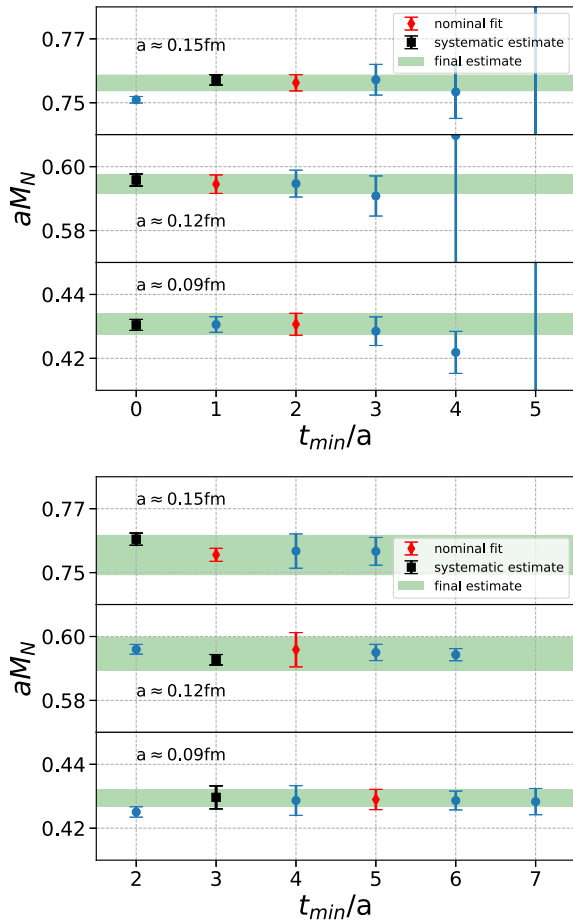 a ≈ 0.15fm
nominal fit
systematic estimate
final estimate
0.77
0.75
a ≈ 0.12fm
0.60
0.58
a ≈ 0.09fm
0.44
0.42
aM_N
0 1 2 3 4 5
t_min/a
a ≈ 0.15fm
nominal fit
systematic estimate
final estimate
0.77
0.75
a ≈ 0.12fm
0.60
0.58
a ≈ 0.09fm
0.44
0.42
aM_N
2 3 4 5 6 7
t_min/a